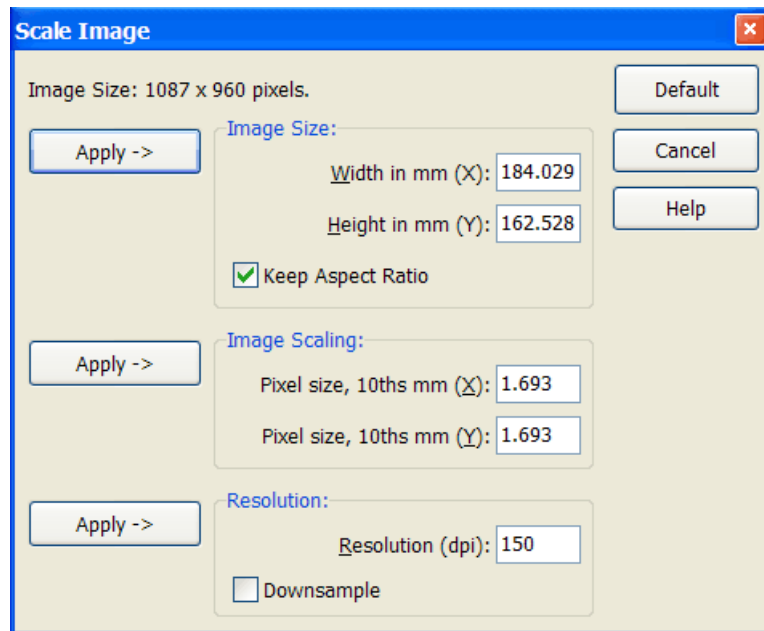 Scale Image
Image Size: 1087 x 960 pixels.
Default
Apply ->
Image Size:
Width in mm (X): 184.029
Cancel
Height in mm (Y): 162.528
Help
Keep Aspect Ratio
Apply ->
Image Scaling:
Pixel size, 10ths mm (X): 1.693
Pixel size, 10ths mm (Y): 1.693
Apply ->
Resolution:
Resolution (dpi): 150
Downsample